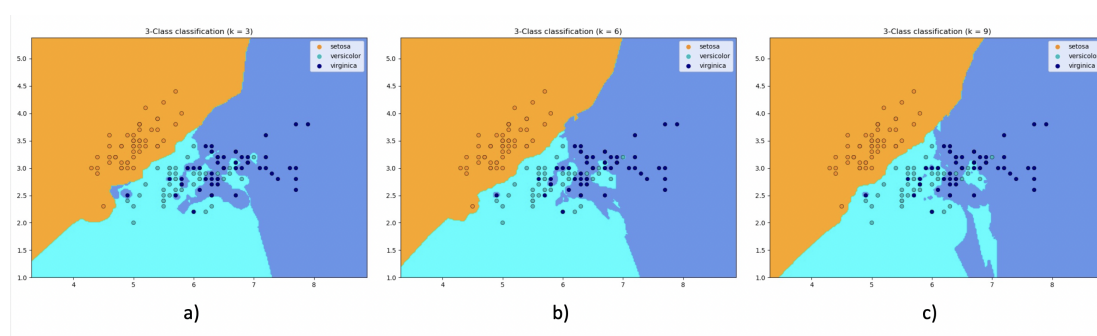 3-Class classification (k = 3)
setosa
versicolor
virginica
5.0
4.5
4.0
3.5
3.0
2.5
2.0
1.5
1.0
4 5 6 7 8
a)
3-Class classification (k = 6)
setosa
versicolor
virginica
5.0
4.5
4.0
3.5
3.0
2.5
2.0
1.5
1.0
4 5 6 7 8
b)
3-Class classification (k = 9)
setosa
versicolor
virginica
5.0
4.5
4.0
3.5
3.0
2.5
2.0
1.5
1.0
4 5 6 7 8
c)